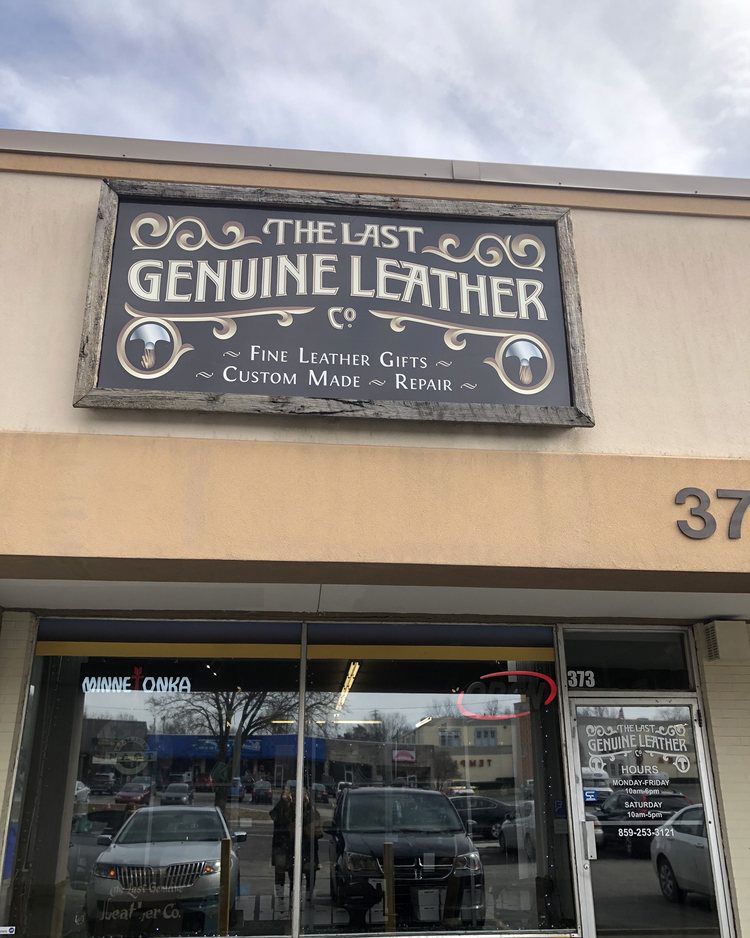 THE LAST
GENUINE LEATHER
CO
~ FINE LEATHER GIFTS ~
~ CUSTOM MADE ~ REPAIR ~
37
MINNETONKA
OPEN
373
THE LAST
GENUINE LEATHER
CO
HOURS
MONDAY-FRIDAY
10am-6pm
SATURDAY
10am-5pm
859-253-3121
the Last Genuine
Leather Co.